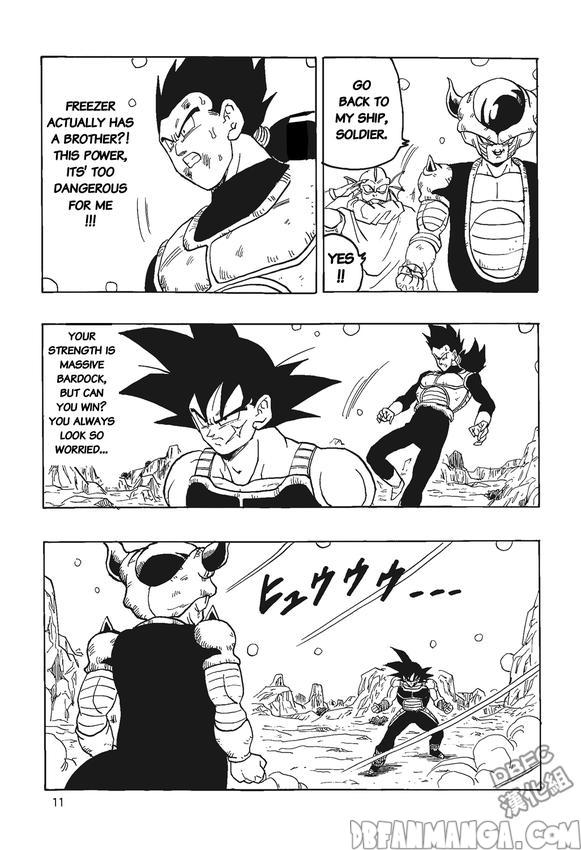 GO
BACK TO
MY SHIP,
SOLDIER.
YES
!!
FREEZER
ACTUALLY HAS
A BROTHER?!
THIS POWER,
ITS' TOO
DANGEROUS
FOR ME
!!!
YOUR
STRENGTH IS
MASSIVE
BARDOCK,
BUT CAN
YOU WIN?
YOU ALWAYS
LOOK SO
WORRIED...
ヒュウウウ...
DBFC
漢化組
11
DBFANMANGA.COM